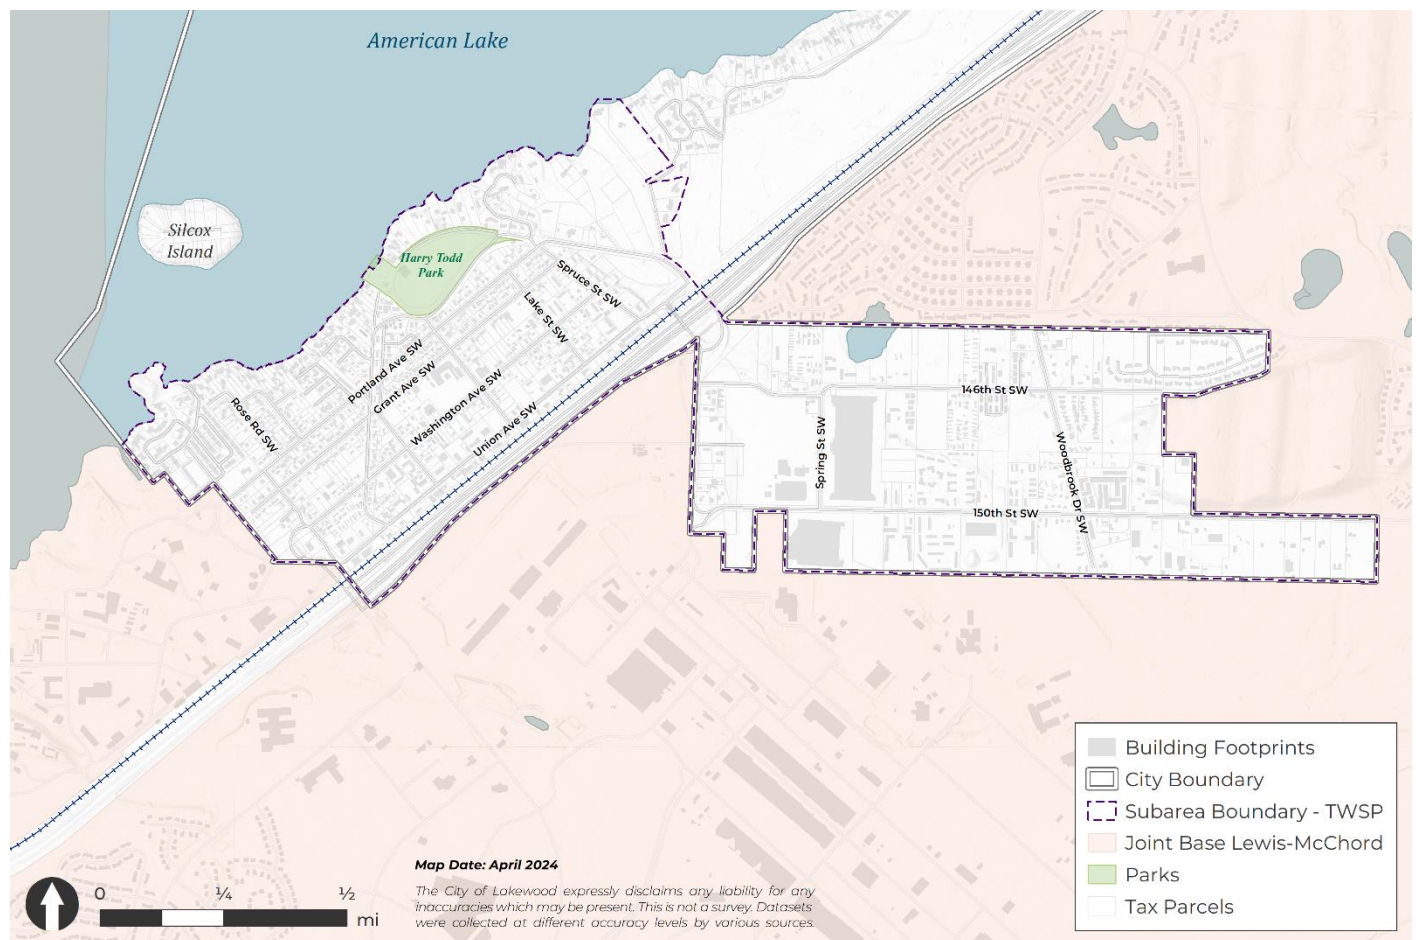 American Lake
Silcox
Island
Harry Todd
Park
Spruce St SW
Lake St SW
Portland Ave SW
Grant Ave SW
Washington Ave SW
Union Ave SW
Rose Rd SW
146th St SW
Spring St SW
Woodbrook Dr SW
150th St SW
Building Footprints
City Boundary
Subarea Boundary - TWSP
Joint Base Lewis-McChord
Parks
Tax Parcels
Map Date: April 2024
The City of Lakewood expressly disclaims any liability for any
inaccuracies which may be present. This is not a survey. Datasets
were collected at different accuracy levels by various sources.
0 ¼ ½
mi